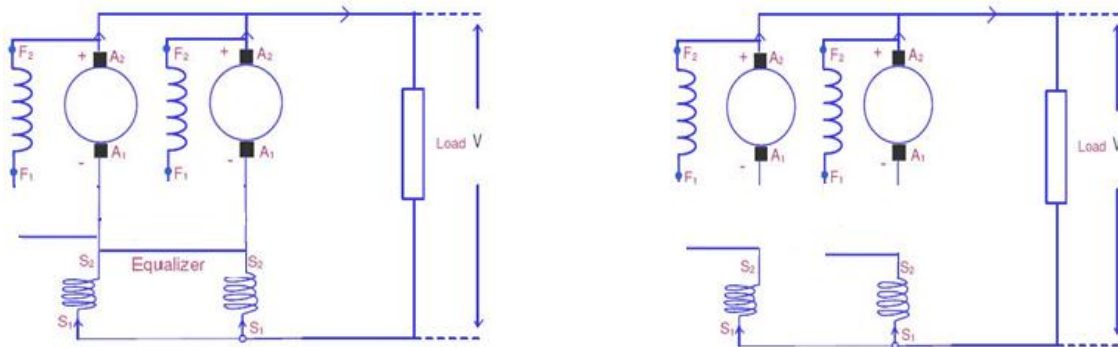 F₂ + A₂ F₂ + A₂
Load V
F₁ - A₁ F₁ - A₁
S₂ Equalizer S₂
S₁ S₁
F₂ + A₂ F₂ + A₂
Load V
F₁ - A₁ F₁ - A₁
S₂ S₂
S₁ S₁